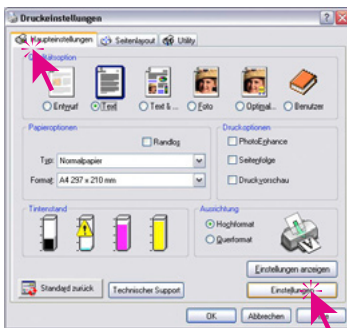 Druckeinstellungen
Haupteinstellungen Seitenlayout Utility
Qualitätsoption
Entwurf Text Text & ... Foto Optimal... Benutzer
Papieroptionen Druckoptionen
Randlos PhotoEnhance
Typ: Normalpapier Seitenfolge
Format: A4 297 x 210 mm Druckvorschau
Tintenstand Ausrichtung
Hochformat
Querformat
Einstellungen anzeigen
Standard zurück Technischer Support Einstellungen
OK Abbrechen